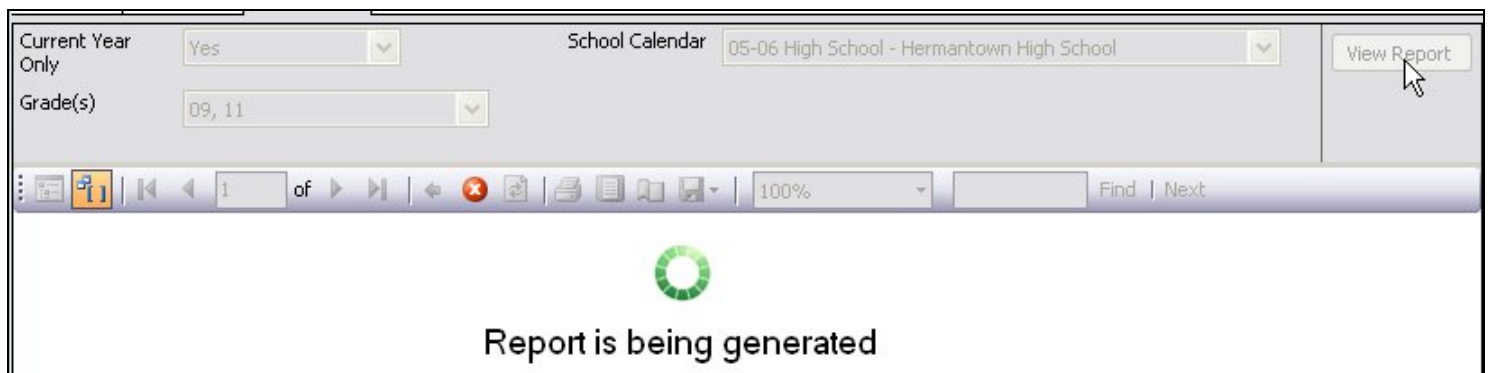 Current Year Only Yes School Calendar 05-06 High School - Hermantown High School View Report
Grade(s) 09, 11
1 of 100% Find | Next
Report is being generated